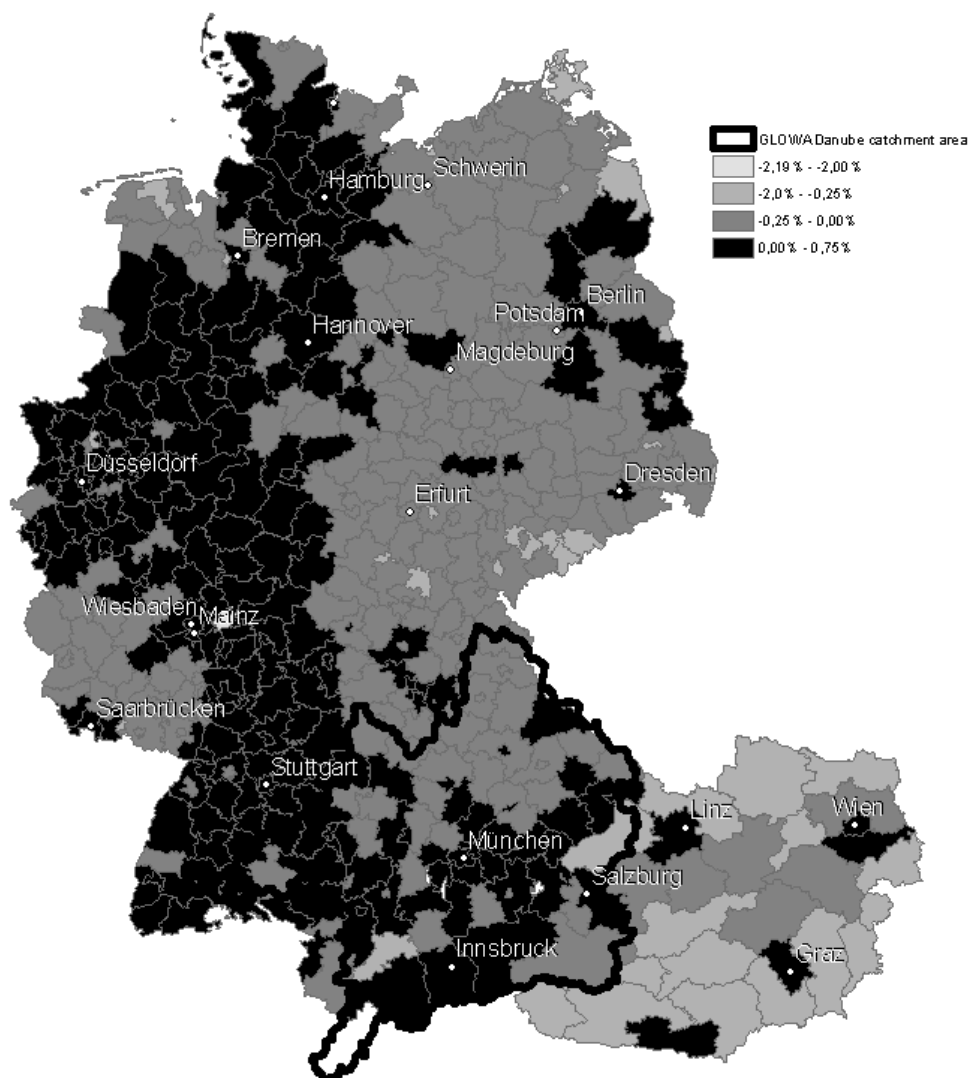 GLOWA Danube catchment area
-2,19 % - -2,00 %
-2,0 % - -0,25 %
-0,25 % - 0,00 %
0,00 % - 0,75 %
Schwerin
Hamburg
Bremen
Berlin
Potsdam
Hannover
Magdeburg
Düsseldorf
Dresden
Erfurt
Wiesbaden
Mainz
Saarbrücken
Stuttgart
Linz
Wien
München
Salzburg
Innsbruck
Graz